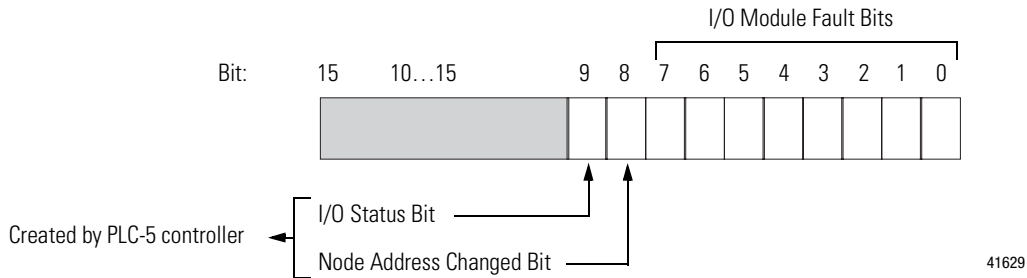 I/O Module Fault Bits
Bit: 15 10...15 9 8 7 6 5 4 3 2 1 0
I/O Status Bit
Created by PLC-5 controller
Node Address Changed Bit
41629